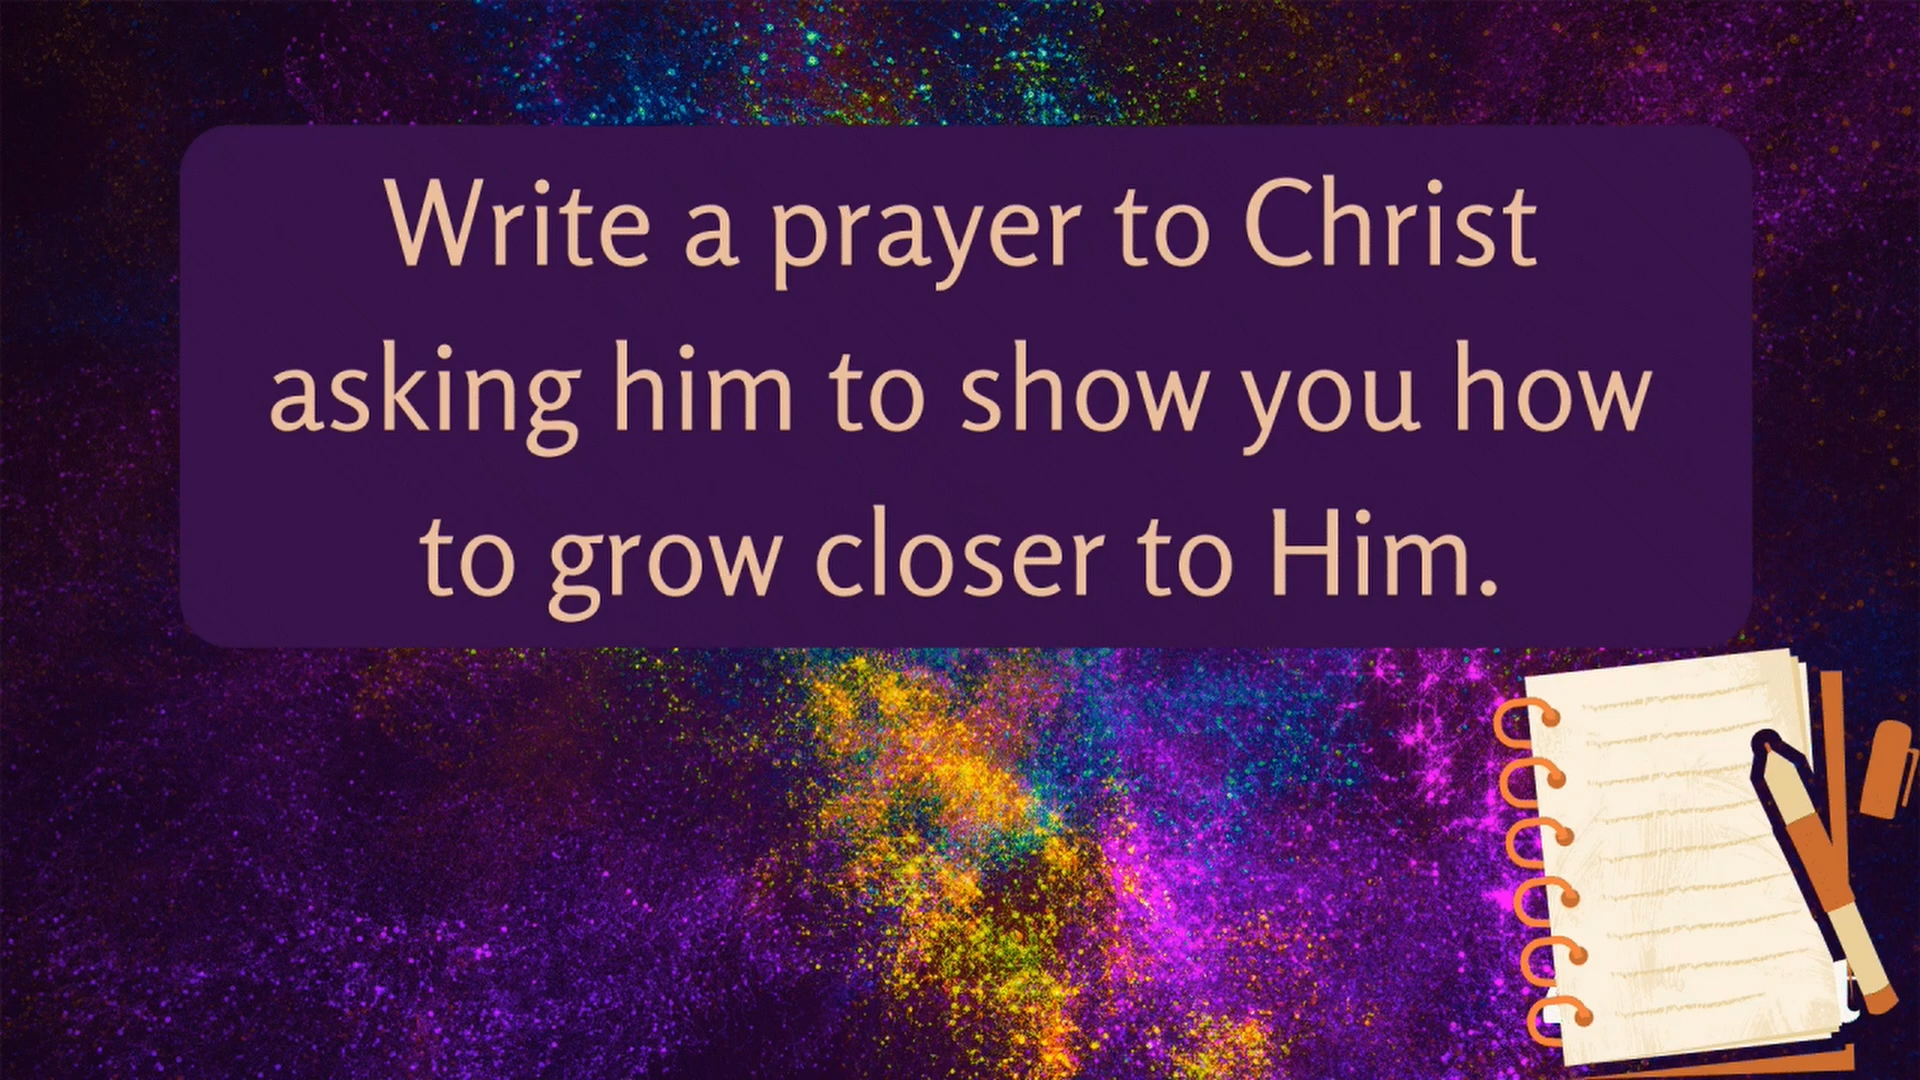 Write a prayer to Christ
asking him to show you how
to grow closer to Him.